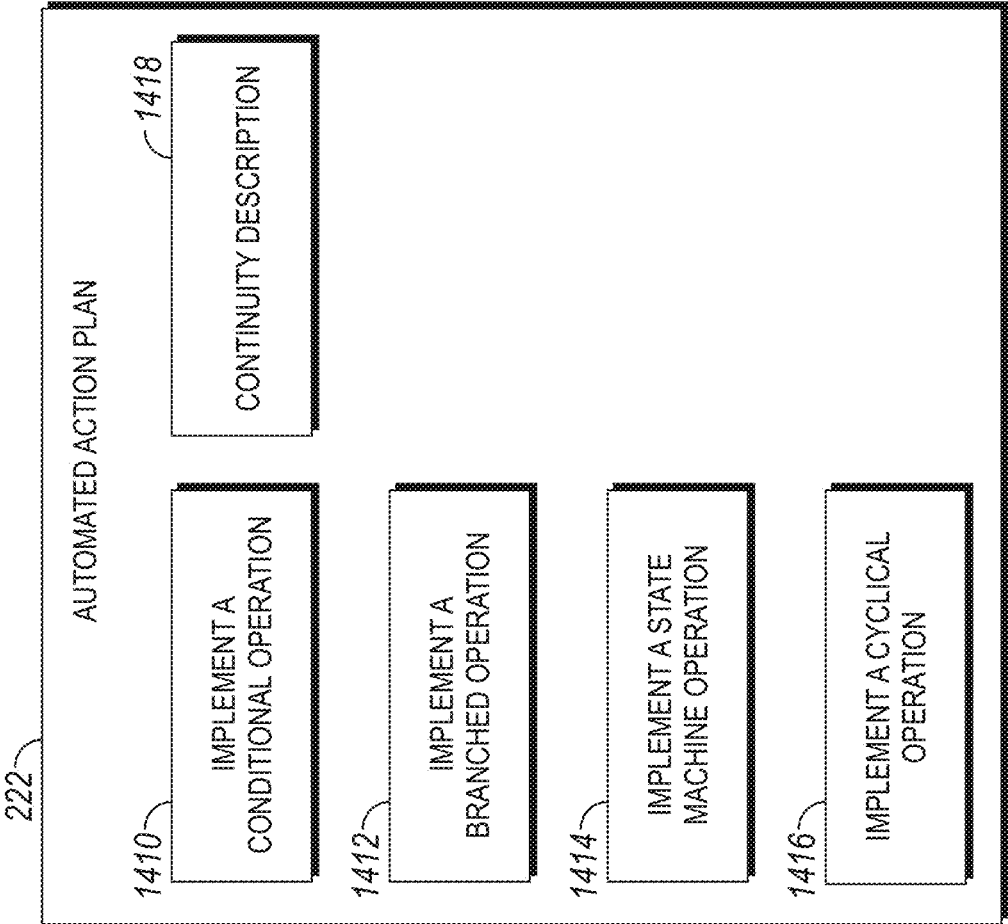 222
AUTOMATED ACTION PLAN
1410
IMPLEMENT A
CONDITIONAL OPERATION
1418
CONTINUITY DESCRIPTION
1412
IMPLEMENT A
BRANCHED OPERATION
1414
IMPLEMENT A STATE
MACHINE OPERATION
1416
IMPLEMENT A CYCLICAL
OPERATION